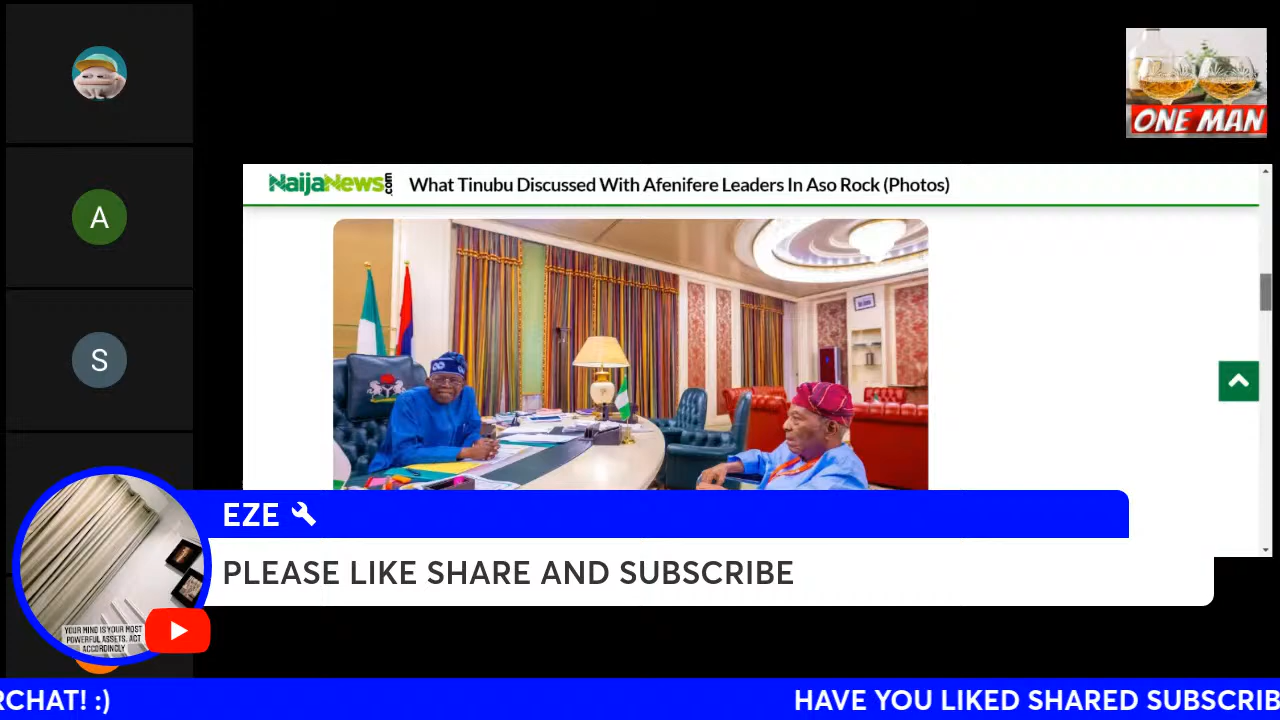 ONE MAN
NaijaNews.com What Tinubu Discussed With Afenifere Leaders In Aso Rock (Photos)
A
S
EZE
PLEASE LIKE SHARE AND SUBSCRIBE
YOUR MIND IS YOUR MOST
POWERFUL ASSETS. ACT
ACCORDINGLY
RCHAT! :) HAVE YOU LIKED SHARED SUBSCRIB